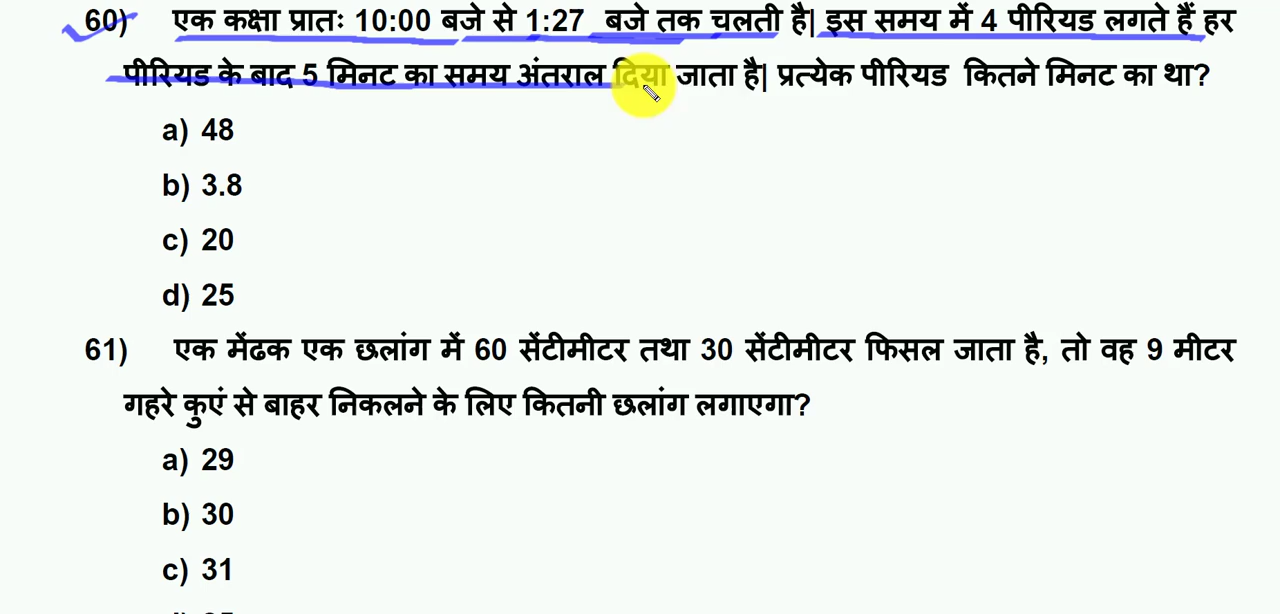 60) एक कक्षा प्रातः 10:00 बजे से 1:27 बजे तक चलती है| इस समय में 4 पीरियड लगते हैं हर
पीरियड के बाद 5 मिनट का समय अंतराल दिया जाता है| प्रत्येक पीरियड कितने मिनट का था?
a) 48
b) 3.8
c) 20
d) 25
61) एक मेंढक एक छलांग में 60 सेंटीमीटर तथा 30 सेंटीमीटर फिसल जाता है, तो वह 9 मीटर
गहरे कुएं से बाहर निकलने के लिए कितनी छलांग लगाएगा?
a) 29
b) 30
c) 31